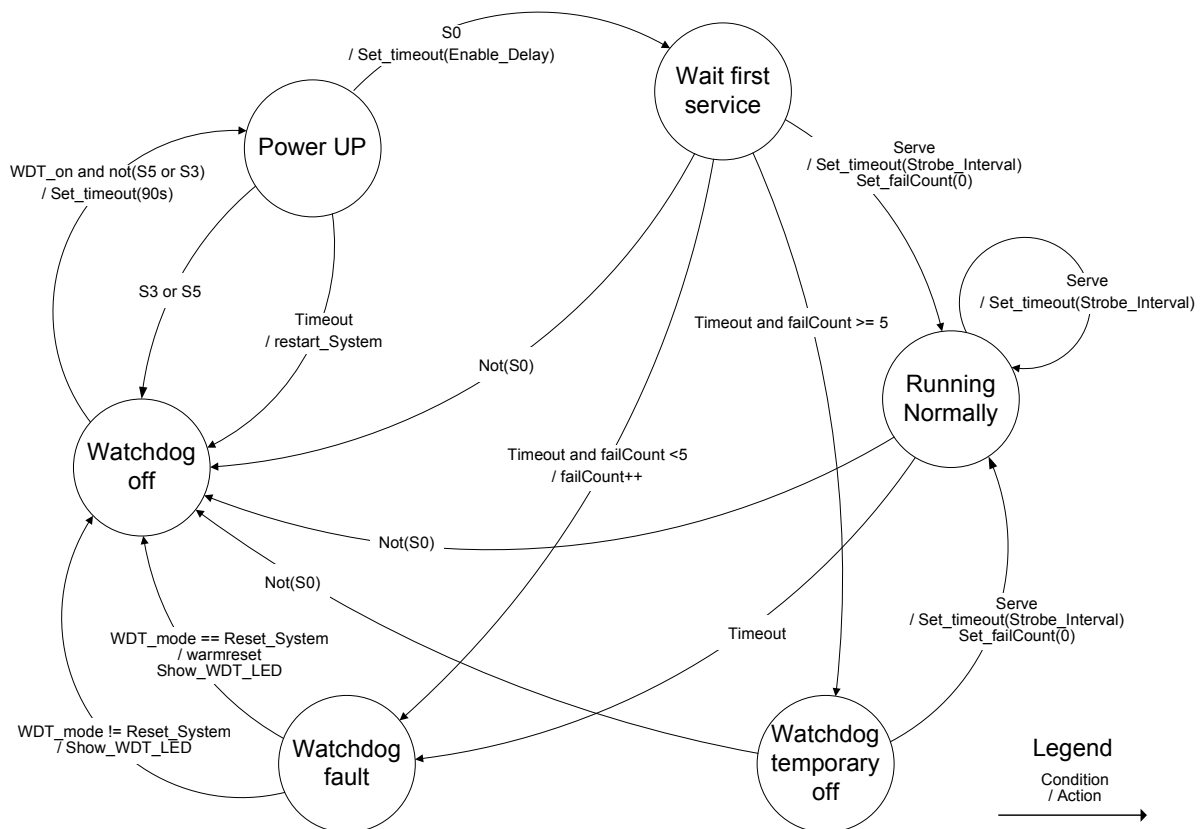 S0
/ Set_timeout(Enable_Delay)
Wait first
service
Power UP
WDT_on and not(S5 or S3)
/ Set_timeout(90s)
Serve
/ Set_timeout(Strobe_Interval)
Set_failCount(0)
S3 or S5
Timeout
/ restart_System
Serve
/ Set_timeout(Strobe_Interval)
Timeout and failCount >= 5
Not(S0)
Running
Normally
Watchdog
off
Timeout and failCount <5
/ failCount++
Not(S0)
Not(S0)
Serve
/ Set_timeout(Strobe_Interval)
Set_failCount(0)
Timeout
WDT_mode == Reset_System
/ warmreset
Show_WDT_LED
WDT_mode != Reset_System
/ Show_WDT_LED
Watchdog
fault
Watchdog
temporary
off
Legend
Condition
/ Action